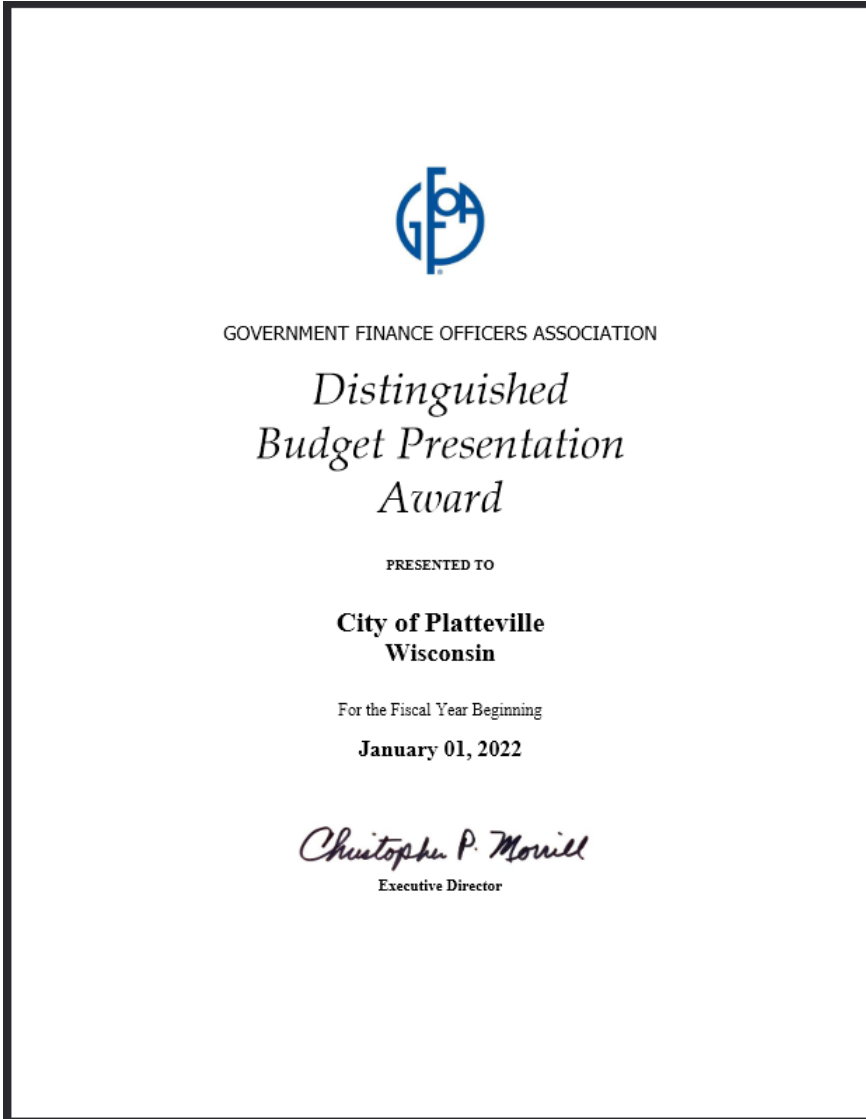 GFOA
GOVERNMENT FINANCE OFFICERS ASSOCIATION
Distinguished
Budget Presentation
Award
PRESENTED TO
City of Platteville
Wisconsin
For the Fiscal Year Beginning
January 01, 2022
Christopher P. Morrill
Executive Director